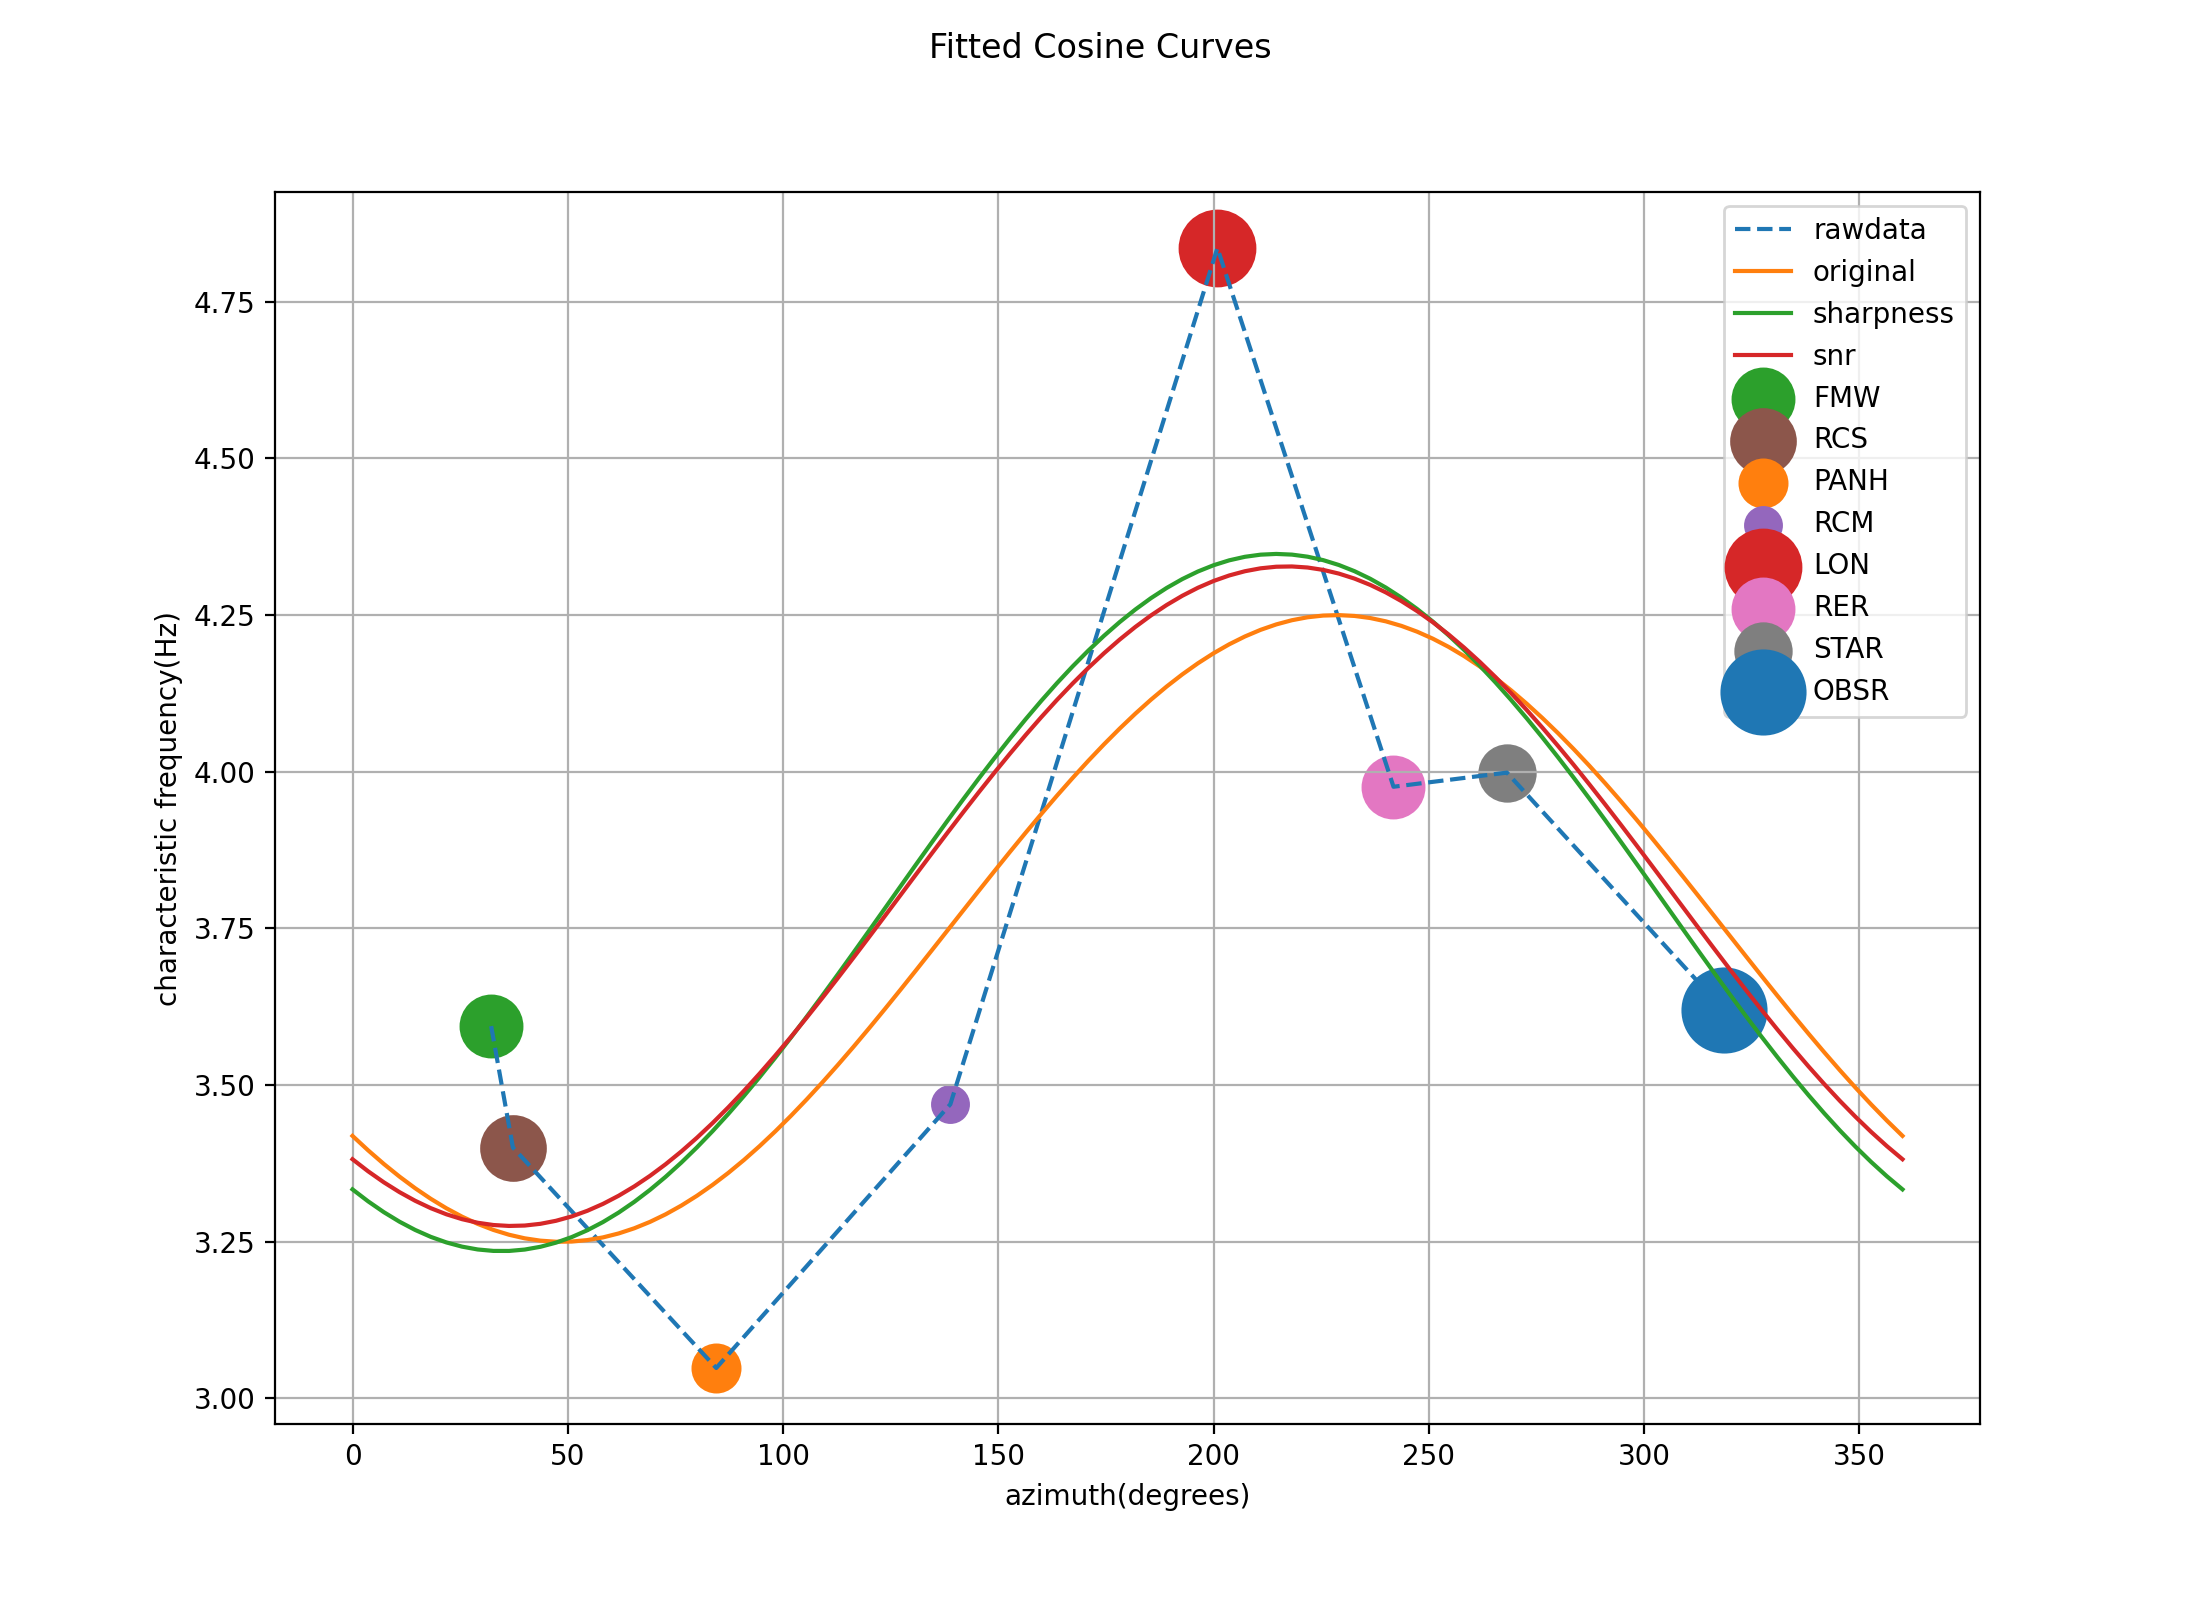 Fitted Cosine Curves
characteristic frequency(Hz)
4.75
4.50
4.25
4.00
3.75
3.50
3.25
3.00
rawdata
original
sharpness
snr
FMW
RCS
PANH
RCM
LON
RER
STAR
OBSR
0 50 100 150 200 250 300 350
azimuth(degrees)